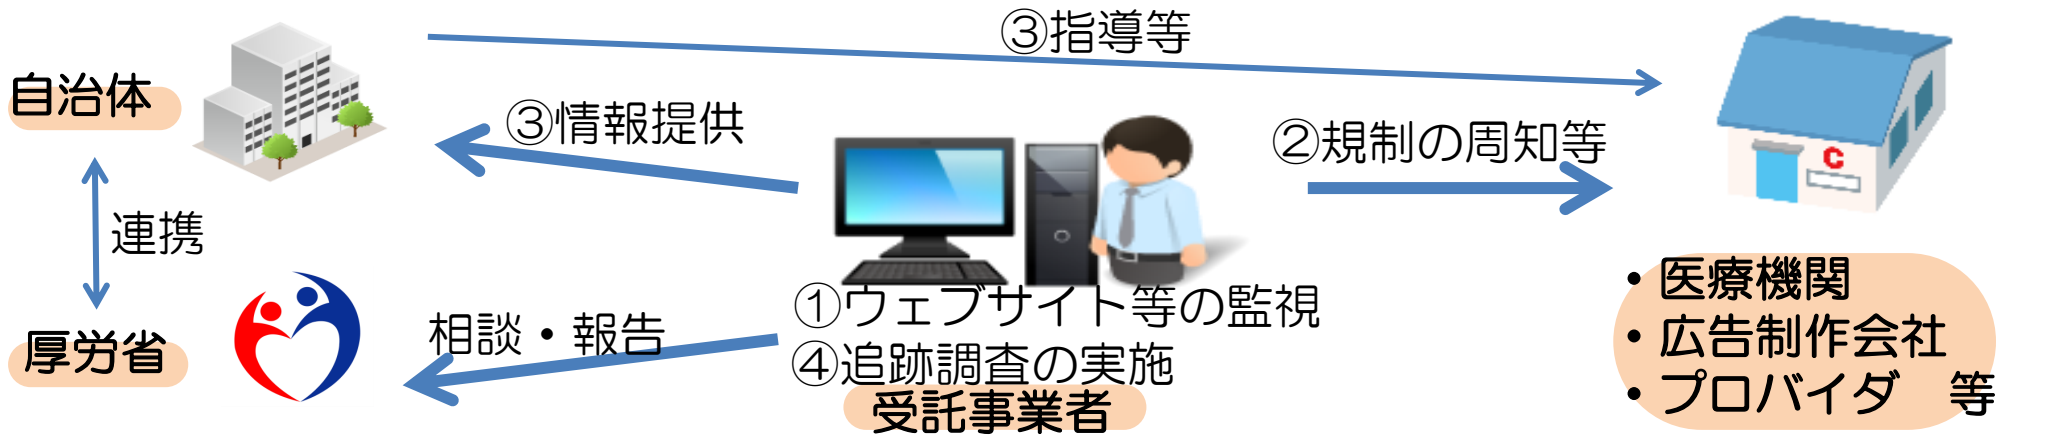 ③指導等
自治体
③情報提供
②規制の周知等
C
連携
①ウェブサイト等の監視
相談・報告
厚労省
④追跡調査の実施
受託事業者
・医療機関
・広告制作会社
・プロバイダ　等